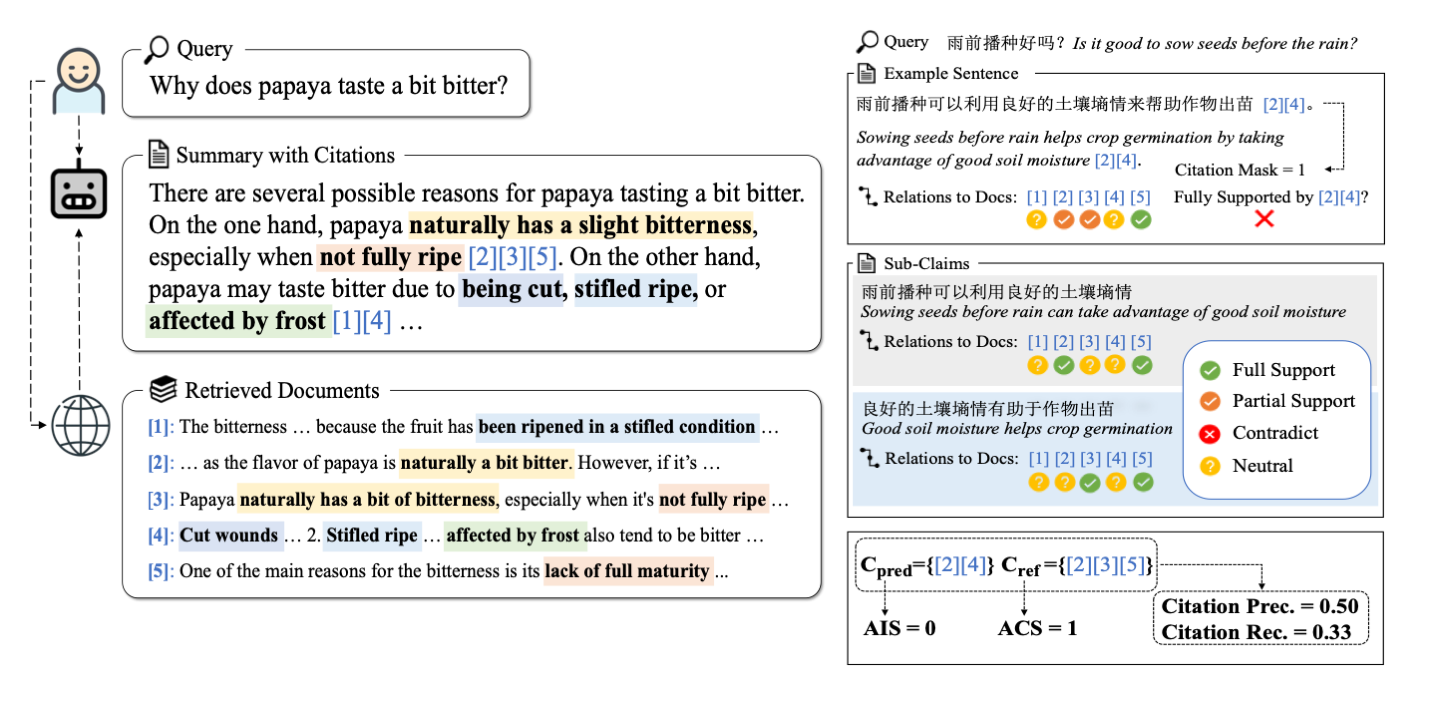 Query
Why does papaya taste a bit bitter?
Summary with Citations
There are several possible reasons for papaya tasting a bit bitter.
On the one hand, papaya naturally has a slight bitterness,
especially when not fully ripe [2][3][5]. On the other hand,
papaya may taste bitter due to being cut, stifled ripe, or
affected by frost [1][4] …
Retrieved Documents
[1]: The bitterness … because the fruit has been ripened in a stifled condition …
[2]: … as the flavor of papaya is naturally a bit bitter. However, if it’s …
[3]: Papaya naturally has a bit of bitterness, especially when it's not fully ripe …
[4]: Cut wounds … 2. Stifled ripe … affected by frost also tend to be bitter …
[5]: One of the main reasons for the bitterness is its lack of full maturity ...
Query 雨前播种好吗? Is it good to sow seeds before the rain?
Example Sentence
雨前播种可以利用良好的土壤墒情来帮助作物出苗 [2][4]。
Sowing seeds before rain helps crop germination by taking
advantage of good soil moisture [2][4].
Citation Mask = 1
Relations to Docs: [1] [2] [3] [4] [5]
Fully Supported by [2][4]?
Sub-Claims
雨前播种可以利用良好的土壤墒情
Sowing seeds before rain can take advantage of good soil moisture
Relations to Docs: [1] [2] [3] [4] [5]
良好的土壤墒情有助于作物出苗
Good soil moisture helps crop germination
Relations to Docs: [1] [2] [3] [4] [5]
Full Support
Partial Support
Contradict
Neutral
Cpred={[2][4]} Cref={[2][3][5]}
AIS = 0
ACS = 1
Citation Prec. = 0.50
Citation Rec. = 0.33